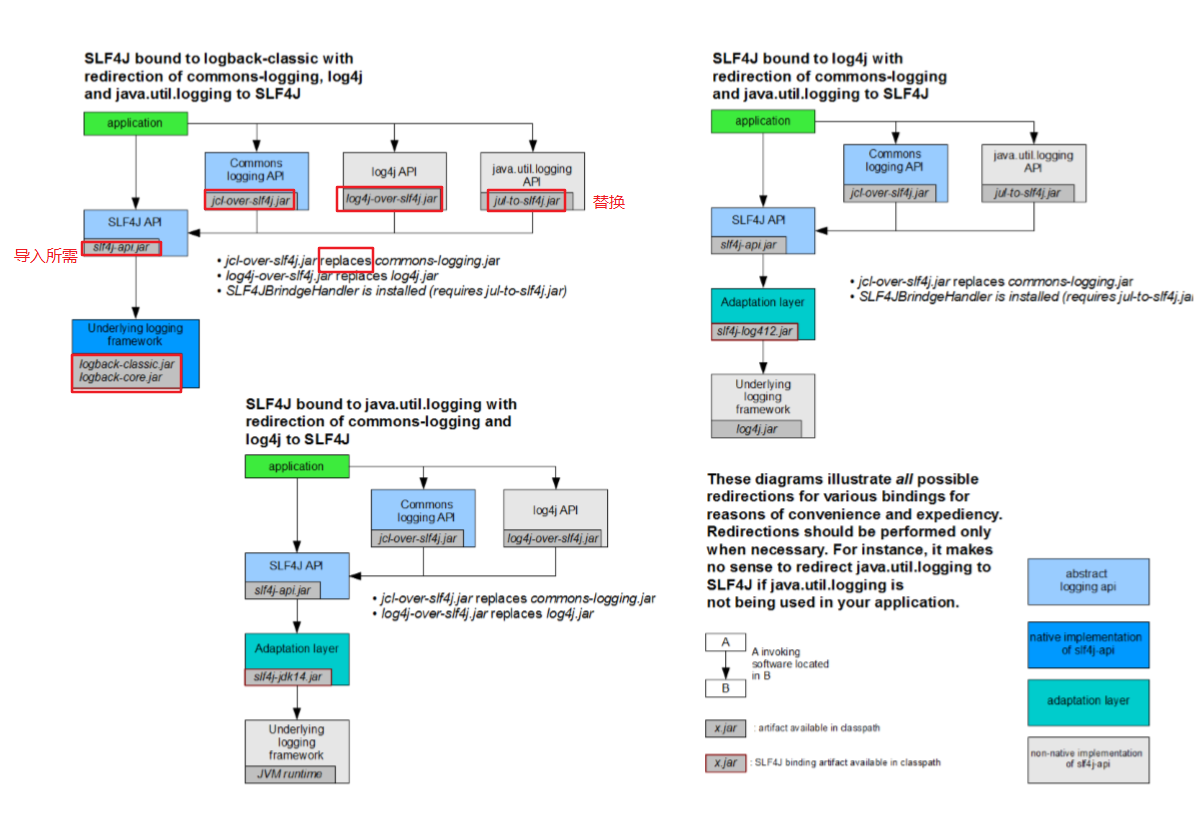 SLF4J bound to logback-classic with
redirection of commons-logging, log4j
and java.util.logging to SLF4J
application
Commons
logging API
jcl-over-slf4j.jar
log4j API
log4j-over-slf4j.jar
java.util.logging
API
jul-to-slf4j.jar
替换
SLF4J API
slf4j-api.jar
导入所需
• jcl-over-slf4j.jar replaces commons-logging.jar
• log4j-over-slf4j.jar replaces log4j.jar
• SLF4JBrindgeHandler is installed (requires jul-to-slf4j.jar)
Underlying logging
framework
logback-classic.jar
logback-core.jar
SLF4J bound to log4j with
redirection of commons-logging
and java.util.logging to SLF4J
application
Commons
logging API
jcl-over-slf4j.jar
java.util.logging
API
jul-to-slf4j.jar
SLF4J API
slf4j-api.jar
• jcl-over-slf4j.jar replaces commons-logging.jar
• SLF4JBrindgeHandler is installed (requires jul-to-slf4j.jar
Adaptation layer
slf4j-log412.jar
Underlying
logging
framework
log4j.jar
SLF4J bound to java.util.logging with
redirection of commons-logging and
log4j to SLF4J
application
Commons
logging API
jcl-over-slf4j.jar
log4j API
log4j-over-slf4j.jar
SLF4J API
slf4j-api.jar
• jcl-over-slf4j.jar replaces commons-logging.jar
• log4j-over-slf4j.jar replaces log4j.jar
Adaptation layer
slf4j-jdk14.jar
Underlying
logging
framework
JVM runtime
These diagrams illustrate all possible
redirections for various bindings for
reasons of convenience and expediency.
Redirections should be performed only
when necessary. For instance, it makes
no sense to redirect java.util.logging to
SLF4J if java.util.logging is
not being used in your application.
A
A invoking
software located
in B
B
x.jar : artifact available in classpath
x.jar : SLF4J binding artifact available in classpath
abstract
logging api
native implementation
of slf4j-api
adaptation layer
non-native implementation
of slf4j-api